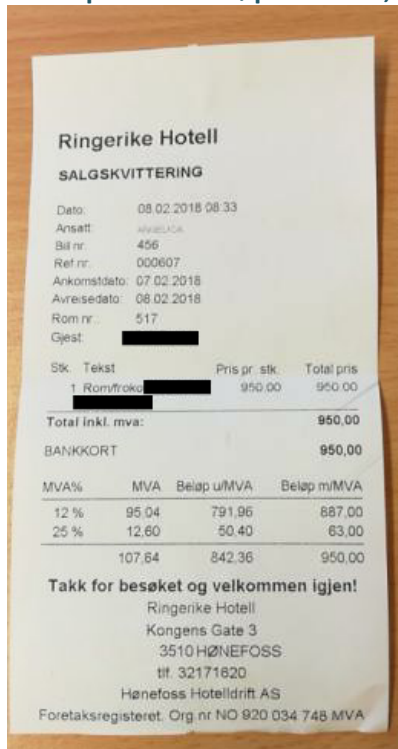 Ringerike Hotell
SALGSKVITTERING
Dato: 08.02.2018 08:33
Ansatt: ANGELICA
Bill nr. 456
Ref nr. 000607
Ankomstdato: 07.02.2018
Avreisedato: 08.02.2018
Rom nr.: 517
Gjest:
Stk. Tekst Pris pr. stk. Total pris
1 Rom/froko 950,00 950,00
Total inkl. mva: 950,00
BANKKORT 950,00
MVA% MVA Beløp u/MVA Beløp m/MVA
12 % 95,04 791,96 887,00
25 % 12,60 50,40 63,00
107,64 842,36 950,00
Takk for besøket og velkommen igjen!
Ringerike Hotell
Kongens Gate 3
3510 HØNEFOSS
tlf. 32171620
Hønefoss Hotelldrift AS
Foretaksregisteret. Org.nr NO 920 034 748 MVA